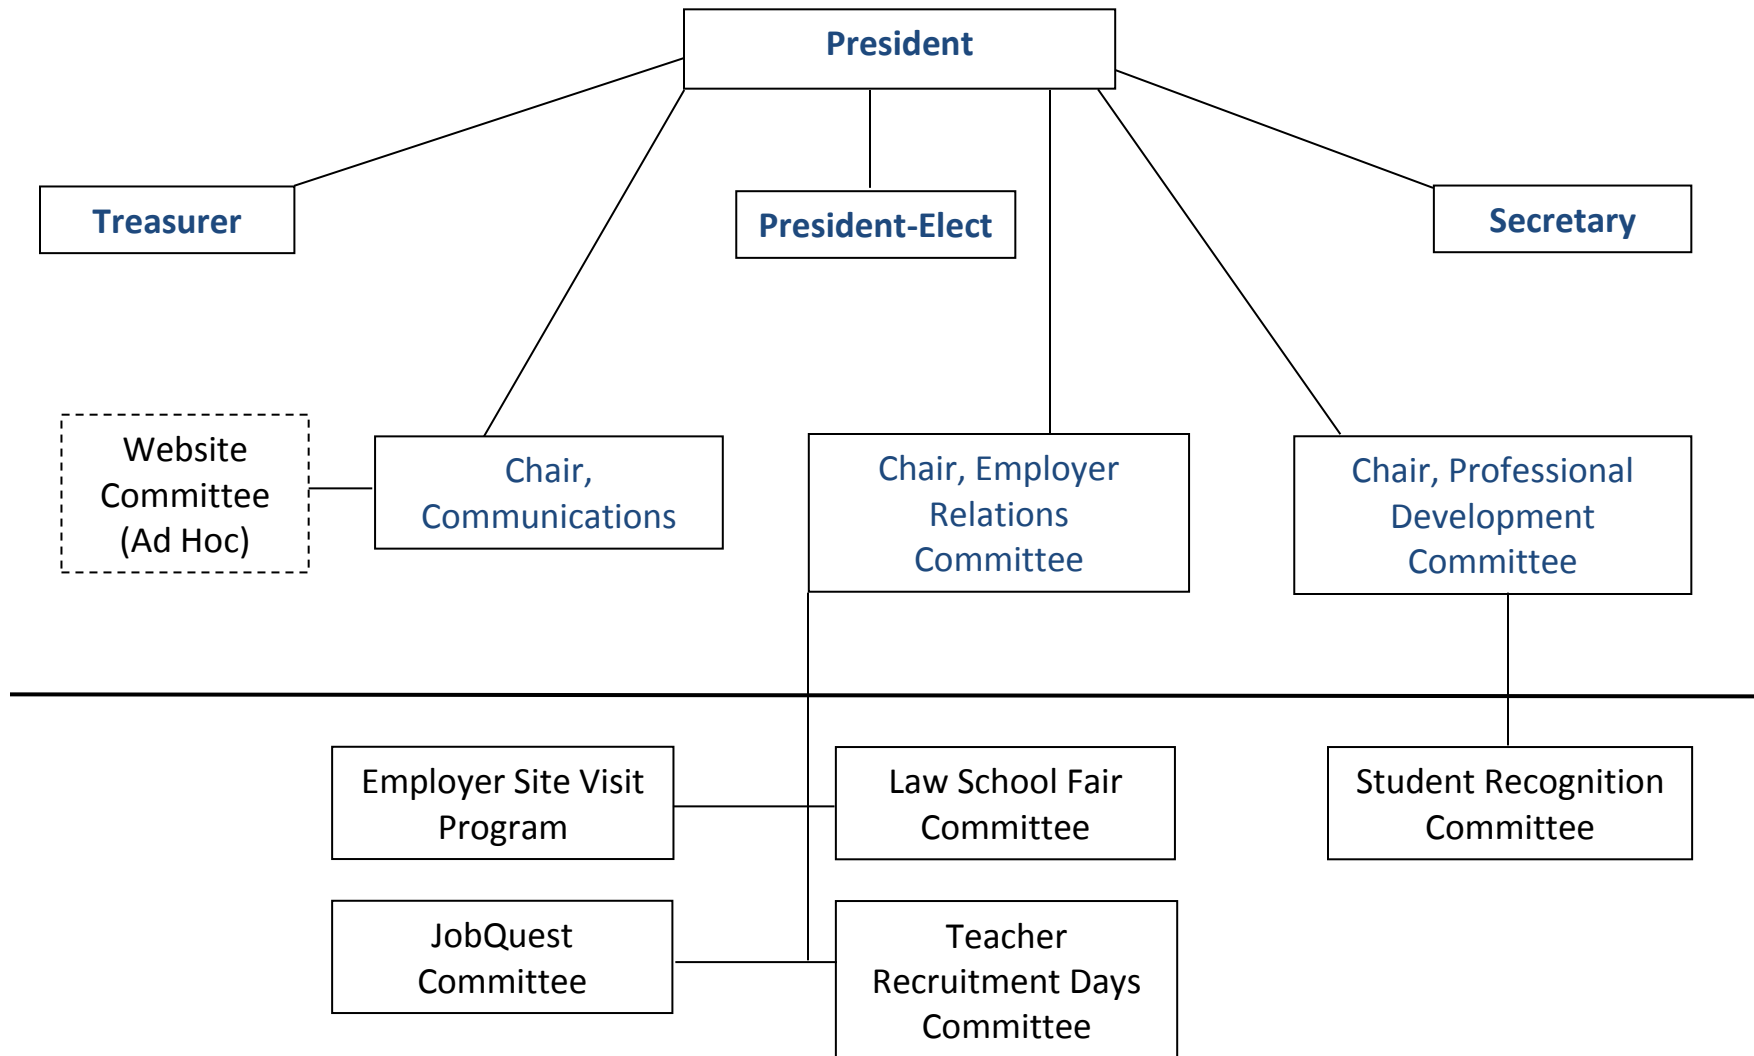 President
Treasurer
President-Elect
Secretary
Website
Committee
(Ad Hoc)
Chair,
Communications
Chair, Employer
Relations
Committee
Chair, Professional
Development
Committee
Employer Site Visit
Program
Law School Fair
Committee
Student Recognition
Committee
JobQuest
Committee
Teacher
Recruitment Days
Committee